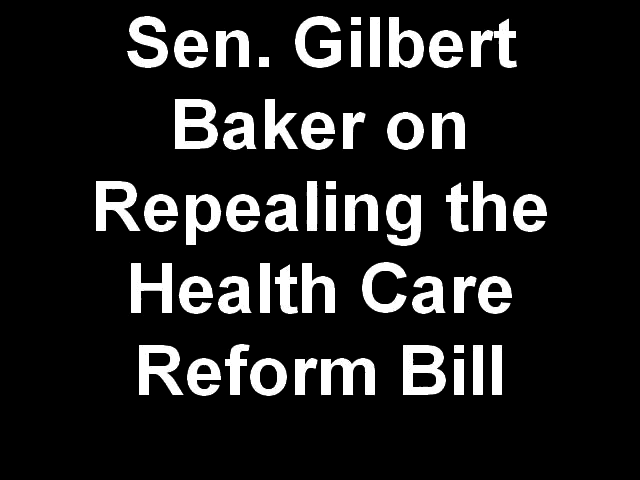 Sen. Gilbert
Baker on
Repealing the
Health Care
Reform Bill